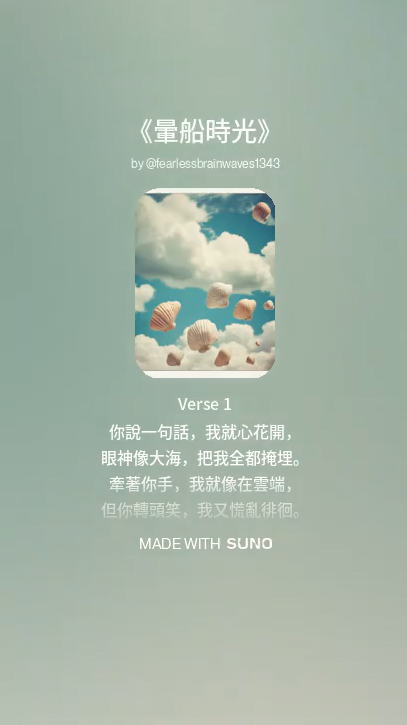 《暈船時光》
by @fearlessbrainwaves1343
Verse 1
你說一句話，我就心花開，
眼神像大海，把我全都掩埋。
牽著你手，我就像在雲端，
但你轉頭笑，我又慌亂徘徊。
MADE WITH SUNO